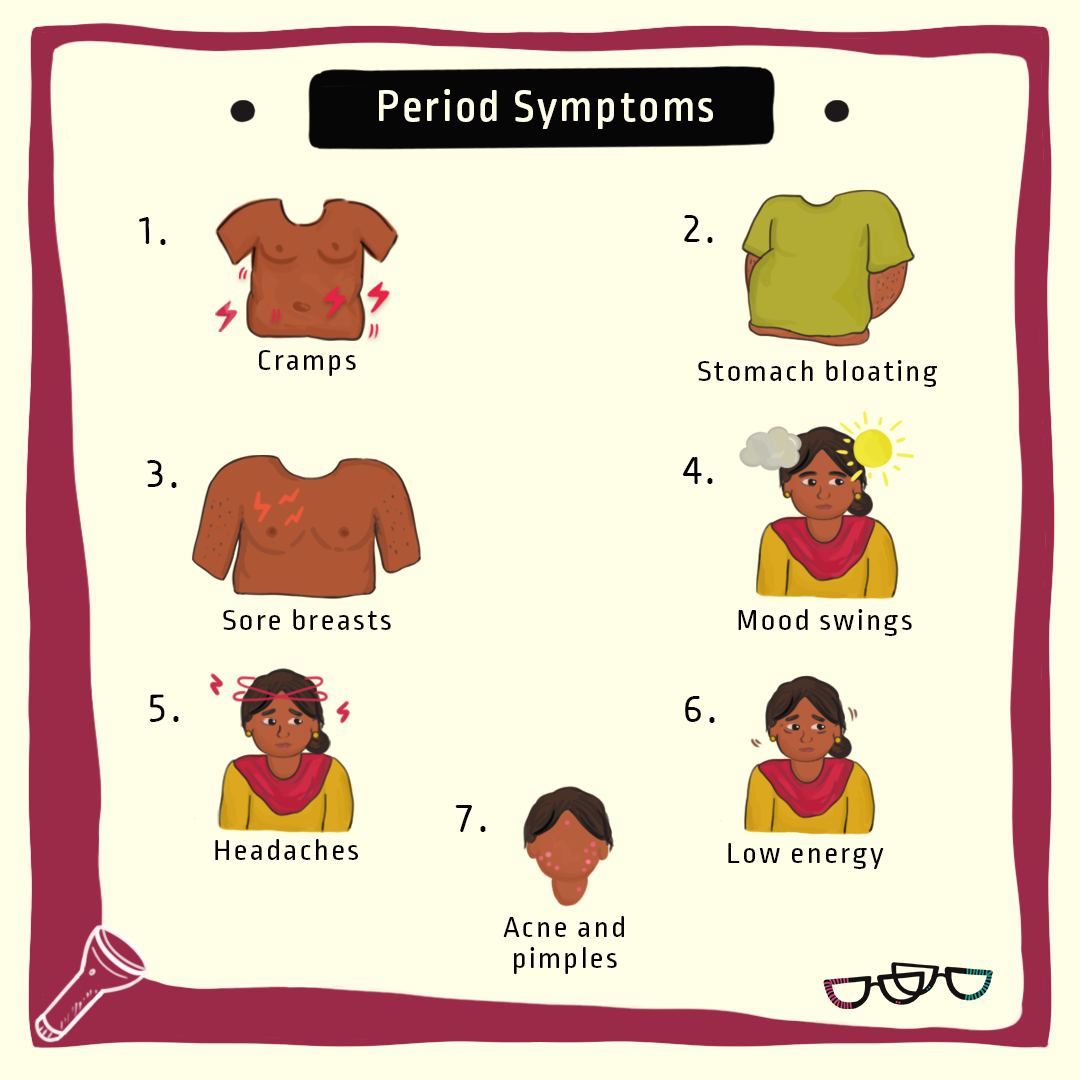 Period Symptoms
1.
Cramps
2.
Stomach bloating
3.
Sore breasts
4.
Mood swings
5.
Headaches
6.
Low energy
7.
Acne and
pimples